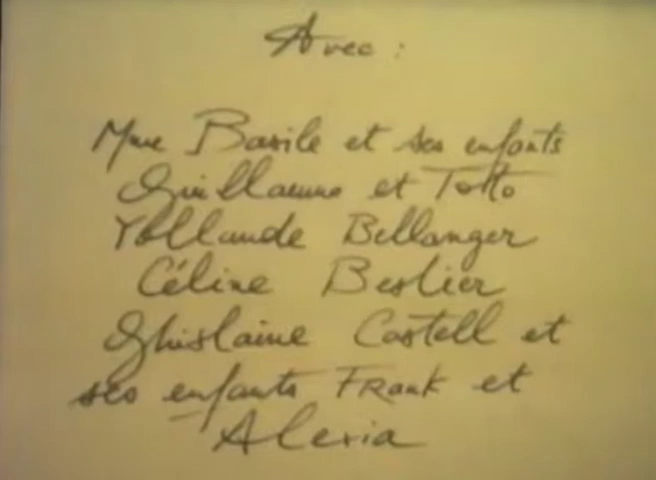 Avec :
Mme Basile et ses enfants
Guillaume et Totto
Yollande Bellanger
Céline Beslier
Ghislaine Castell et
ses enfants Frank et
Alexia